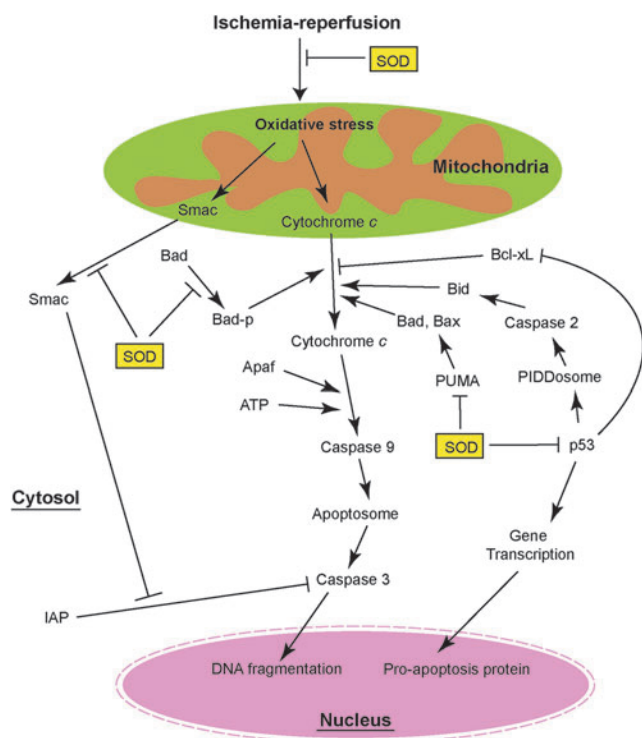 Ischemia-reperfusion
SOD
Oxidative stress
Mitochondria
Smac
Cytochrome c
Bad
Bcl-xL
Smac
Bid
Bad-p
Bad, Bax
Caspase 2
SOD
Cytochrome c
Apaf
PUMA
PIDDosome
ATP
Caspase 9
SOD
p53
Cytosol
Apoptosome
Gene
Transcription
Caspase 3
IAP
DNA fragmentation
Pro-apoptosis protein
Nucleus